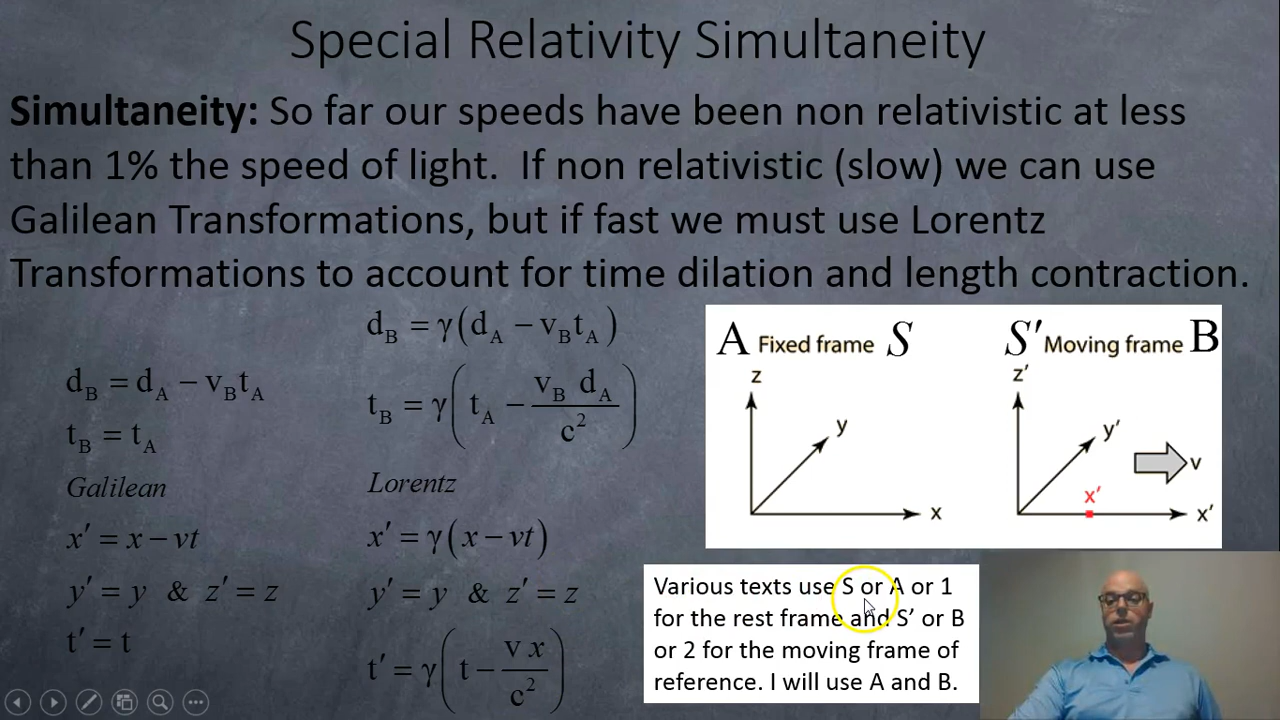 Special Relativity Simultaneity
Simultaneity: So far our speeds have been non relativistic at less
than 1% the speed of light. If non relativistic (slow) we can use
Galilean Transformations, but if fast we must use Lorentz
Transformations to account for time dilation and length contraction.
d_B = d_A − v_B t_A
t_B = t_A
Galilean
x′ = x − vt
y′ = y & z′ = z
t′ = t
d_B = γ(d_A − v_B t_A)
t_B = γ(t_A − v_B d_A / c²)
Lorentz
x′ = γ(x − vt)
y′ = y & z′ = z
t′ = γ(t − v x / c²)
A Fixed frame S
z
y
x
S′ Moving frame B
z'
y'
v
x'
x'
Various texts use S or A or 1
for the rest frame and S’ or B
or 2 for the moving frame of
reference. I will use A and B.